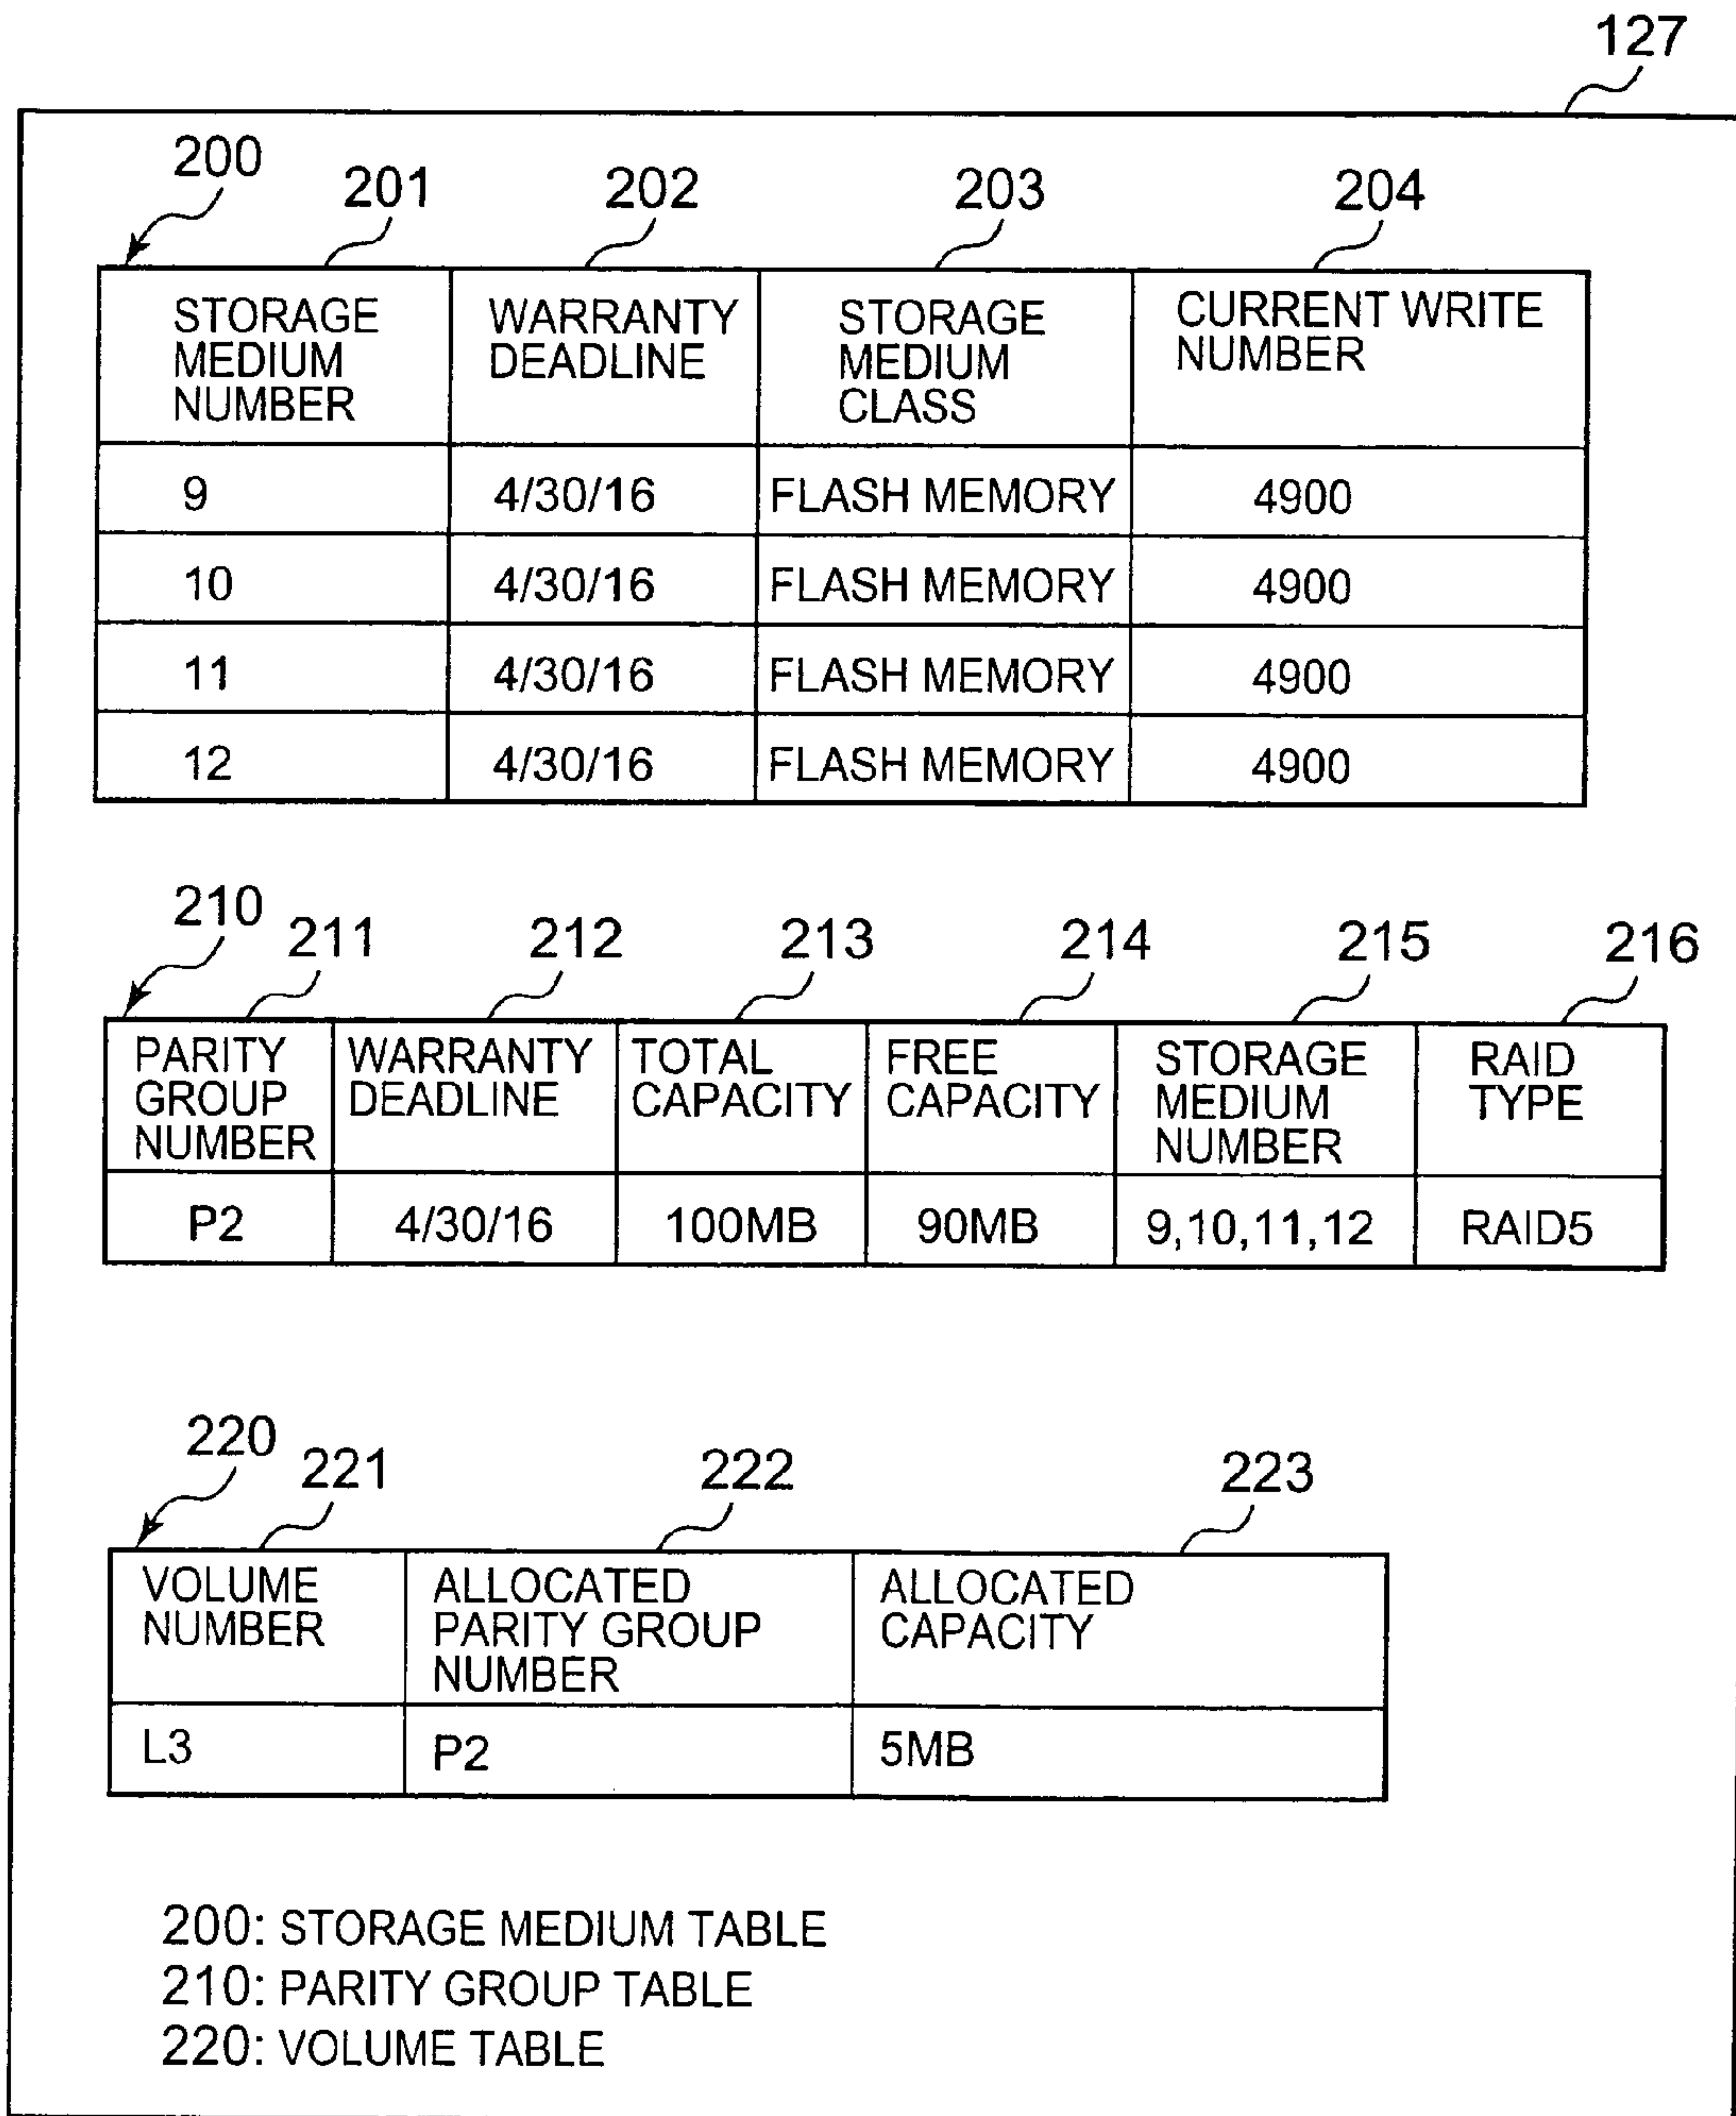 127
200
201
202
203
204
STORAGE MEDIUM NUMBER
WARRANTY DEADLINE
STORAGE MEDIUM CLASS
CURRENT WRITE NUMBER
9 4/30/16 FLASH MEMORY 4900
10 4/30/16 FLASH MEMORY 4900
11 4/30/16 FLASH MEMORY 4900
12 4/30/16 FLASH MEMORY 4900
210
211
212
213
214
215
216
PARITY GROUP NUMBER
WARRANTY DEADLINE
TOTAL CAPACITY
FREE CAPACITY
STORAGE MEDIUM NUMBER
RAID TYPE
P2 4/30/16 100MB 90MB 9,10,11,12 RAID5
220
221
222
223
VOLUME NUMBER
ALLOCATED PARITY GROUP NUMBER
ALLOCATED CAPACITY
L3 P2 5MB
200: STORAGE MEDIUM TABLE
210: PARITY GROUP TABLE
220: VOLUME TABLE